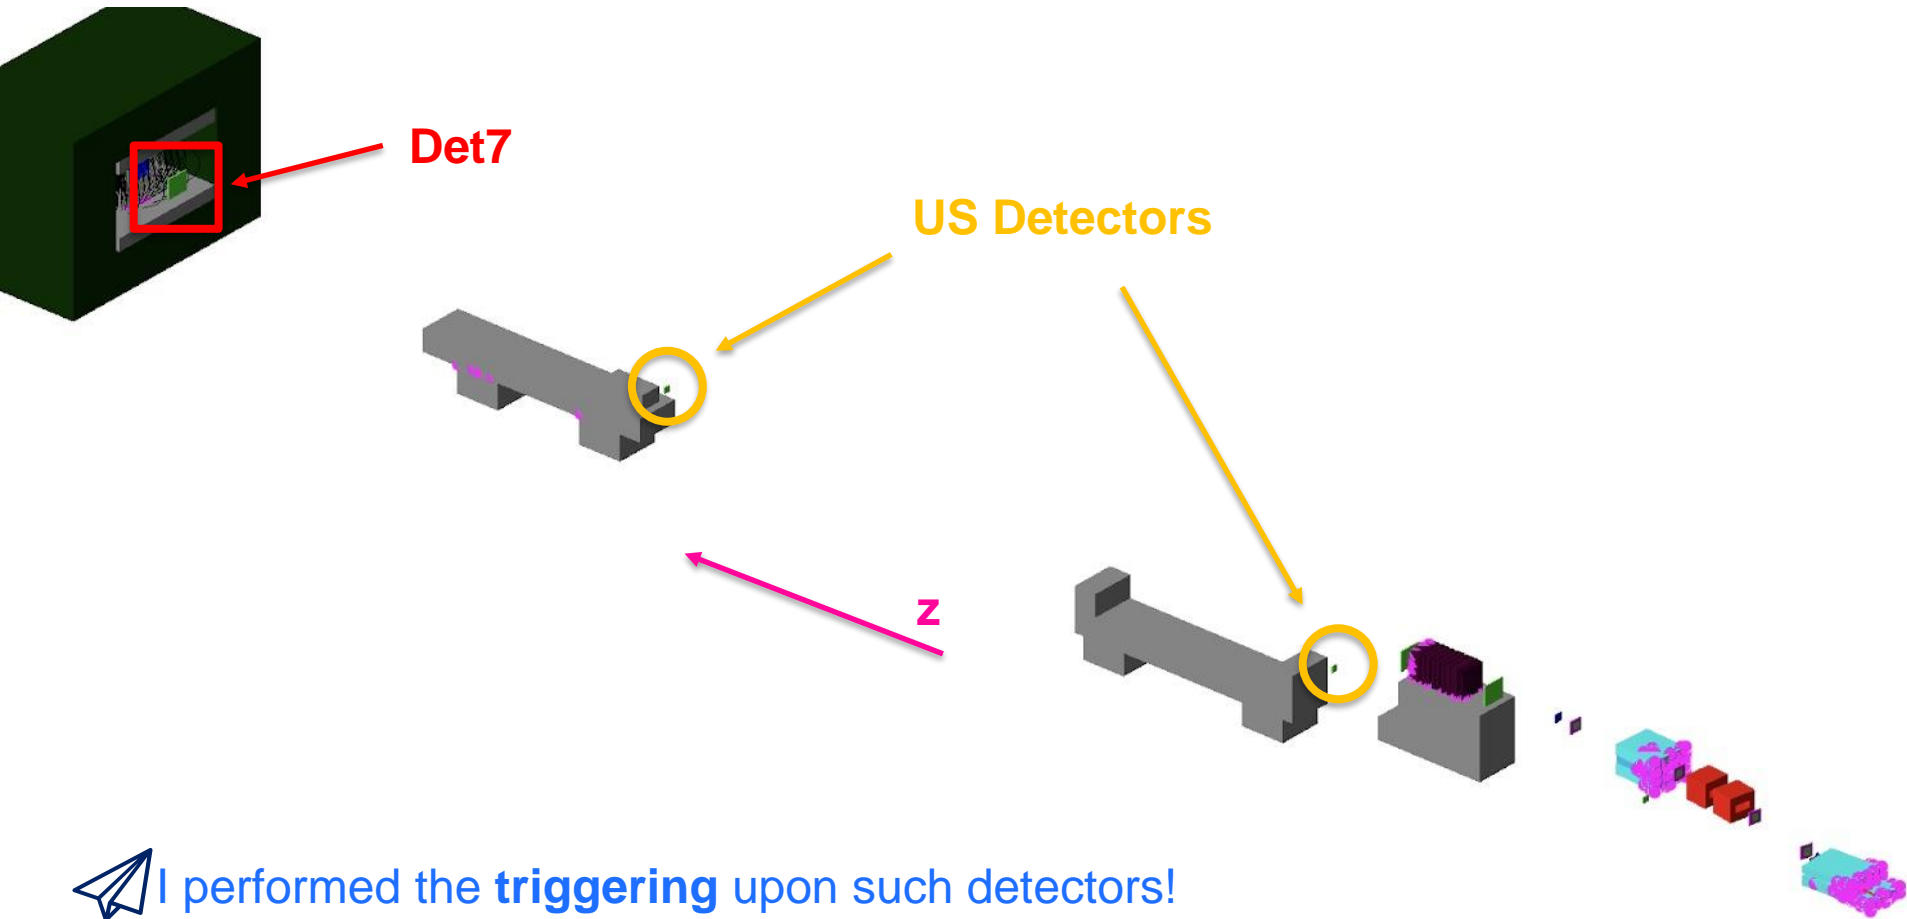 Det7
US Detectors
z
I performed the triggering upon such detectors!